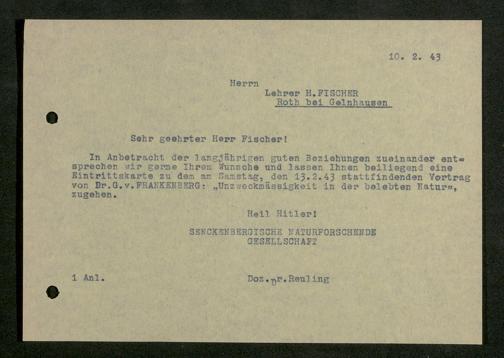 10. 2. 43
Herrn
Lehrer H.FISCHER
Roth bei Gelnhausen
Sehr geehrter Herr Fischer!
In Anbetracht der langjährigen guten Beziehungen zueinander ent=
sprechen wir gerne Ihrem Wunsche und lassen Ihnen beiliegend eine
Eintrittskarte zu dem am Samstag, den 13.2.43 stattfindenden Vortrag
von Dr.G.v.FRANKENBERG: „Unzweckmässigkeit in der belebten Natur",
zugehen.
Heil Hitler!
SENCKENBERGISCHE NATURFORSCHENDE
GESELLSCHAFT
1 Anl.
Doz.Dr.Reuling